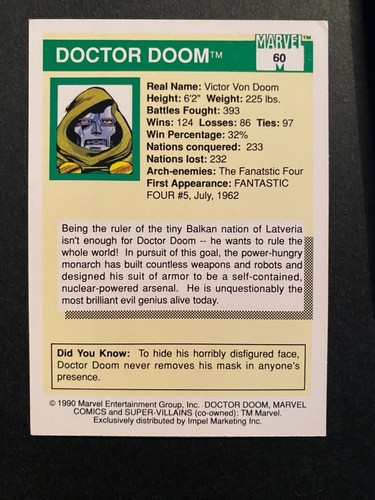 MARVEL™
DOCTOR DOOM™
60
Real Name: Victor Von Doom
Height: 6'2" Weight: 225 lbs.
Battles Fought: 393
Wins: 124 Losses: 86 Ties: 97
Win Percentage: 32%
Nations conquered: 233
Nations lost: 232
Arch-enemies: The Fanatstic Four
First Appearance: FANTASTIC
FOUR #5, July, 1962
Being the ruler of the tiny Balkan nation of Latveria
isn't enough for Doctor Doom -- he wants to rule the
whole world! In pursuit of this goal, the power-hungry
monarch has built countless weapons and robots and
designed his suit of armor to be a self-contained,
nuclear-powered arsenal. He is unquestionably the
most brilliant evil genius alive today.
Did You Know: To hide his horribly disfigured face,
Doctor Doom never removes his mask in anyone's
presence.
© 1990 Marvel Entertainment Group, Inc. DOCTOR DOOM, MARVEL
COMICS and SUPER-VILLAINS (co-owned): TM Marvel.
Exclusively distributed by Impel Marketing Inc.